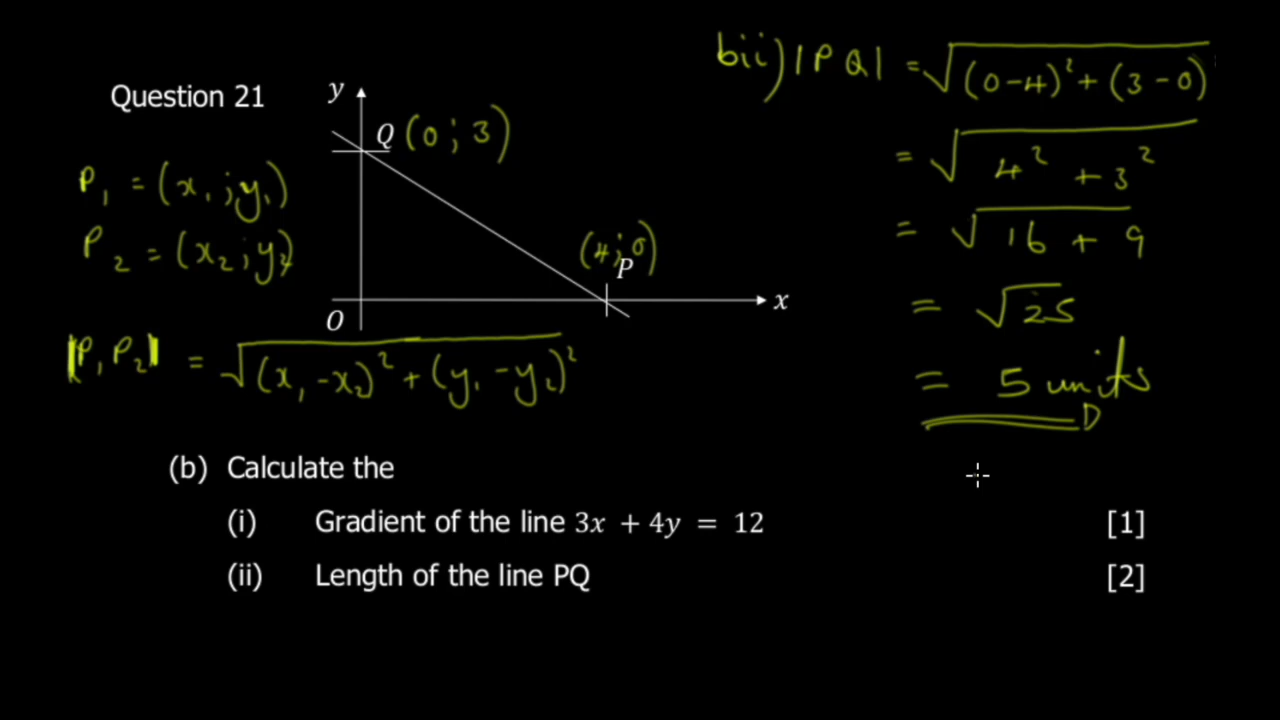 Question 21
y
Q (0 ; 3)
P₁ = (x₁ ; y₁)
P₂ = (x₂ ; y₂)
(4 ; 0)
P
x
O
|P₁ P₂| = √(x₁ - x₂)² + (y₁ - y₂)²
bii) |PQ| = √(0 - 4)² + (3 - 0)
= √4² + 3²
= √16 + 9
= √25
= 5 units
(b) Calculate the
(i) Gradient of the line 3x + 4y = 12 [1]
(ii) Length of the line PQ [2]